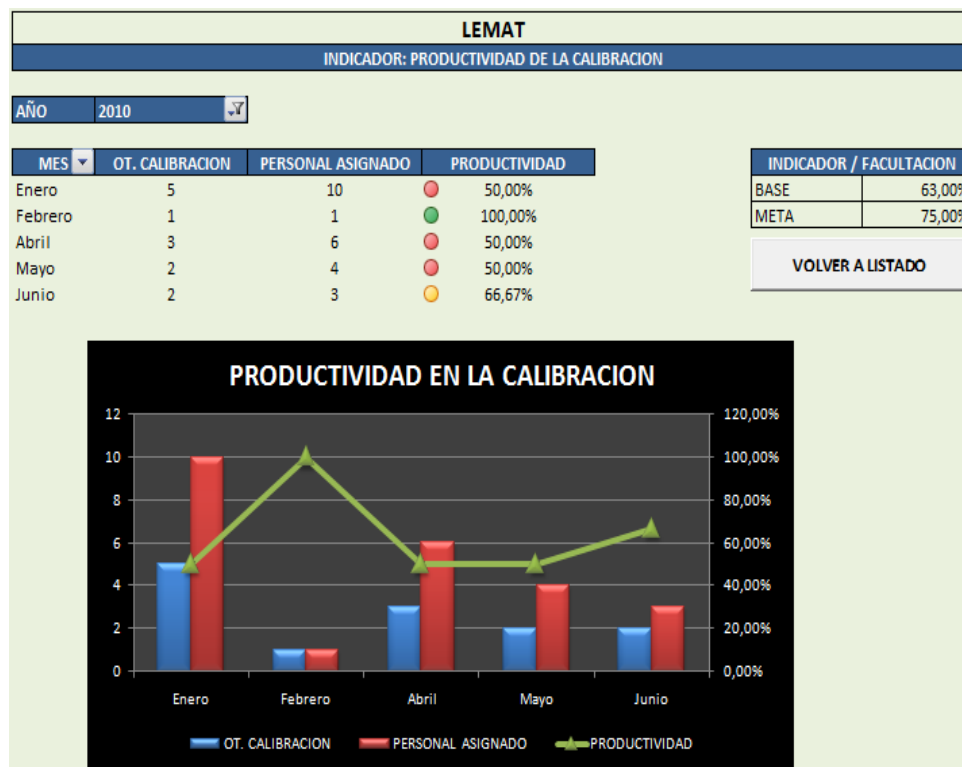 LEMAT
INDICADOR: PRODUCTIVIDAD DE LA CALIBRACION
AÑO 2010
MES OT. CALIBRACION PERSONAL ASIGNADO PRODUCTIVIDAD
Enero 5 10 50,00%
Febrero 1 1 100,00%
Abril 3 6 50,00%
Mayo 2 4 50,00%
Junio 2 3 66,67%
INDICADOR / FACULTACION
BASE 63,00%
META 75,00%
VOLVER A LISTADO
PRODUCTIVIDAD EN LA CALIBRACION
12 120,00%
10 100,00%
8 80,00%
6 60,00%
4 40,00%
2 20,00%
0 0,00%
Enero Febrero Abril Mayo Junio
OT. CALIBRACION PERSONAL ASIGNADO PRODUCTIVIDAD